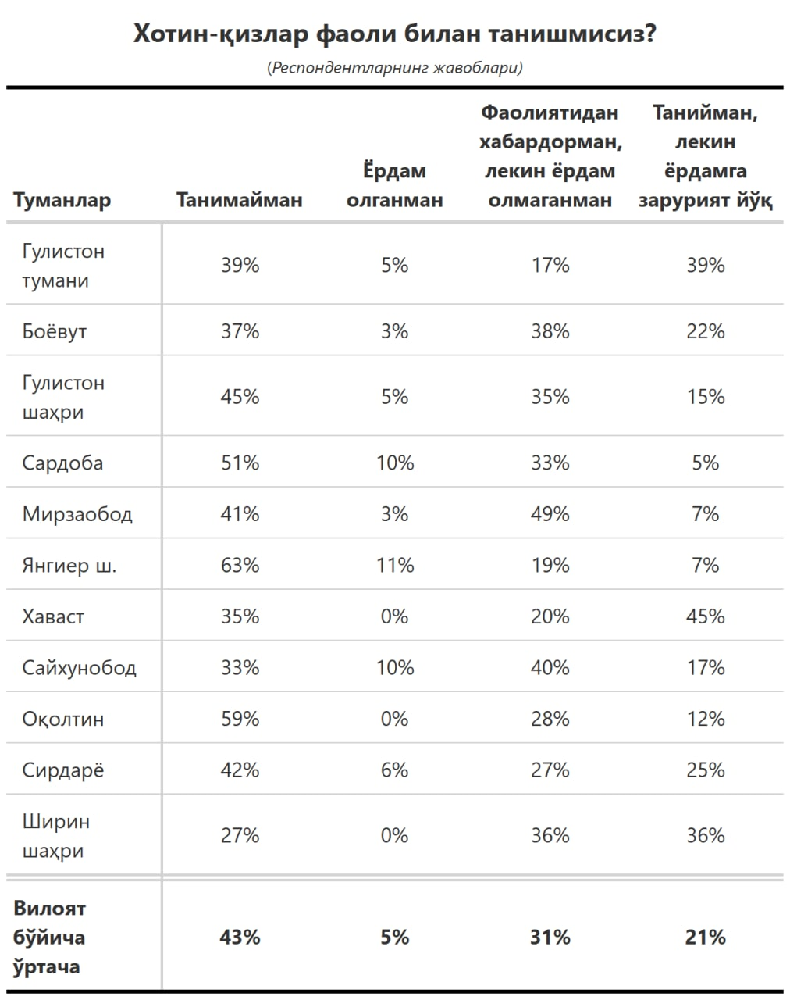 Хотин-қизлар фаоли билан танишмисиз?
(Респондентларнинг жавоблари)
Туманлар Танимайман Ёрдам олганман Фаолиятидан хабардорман, лекин ёрдам олмаганман Танийман, лекин ёрдамга зарурият йўқ
Гулистон тумани 39% 5% 17% 39%
Боёвут 37% 3% 38% 22%
Гулистон шаҳри 45% 5% 35% 15%
Сардоба 51% 10% 33% 5%
Мирзаобод 41% 3% 49% 7%
Янгиер ш. 63% 11% 19% 7%
Хаваст 35% 0% 20% 45%
Сайхунобод 33% 10% 40% 17%
Оқолтин 59% 0% 28% 12%
Сирдарё 42% 6% 27% 25%
Ширин шаҳри 27% 0% 36% 36%
Вилоят бўйича ўртача 43% 5% 31% 21%